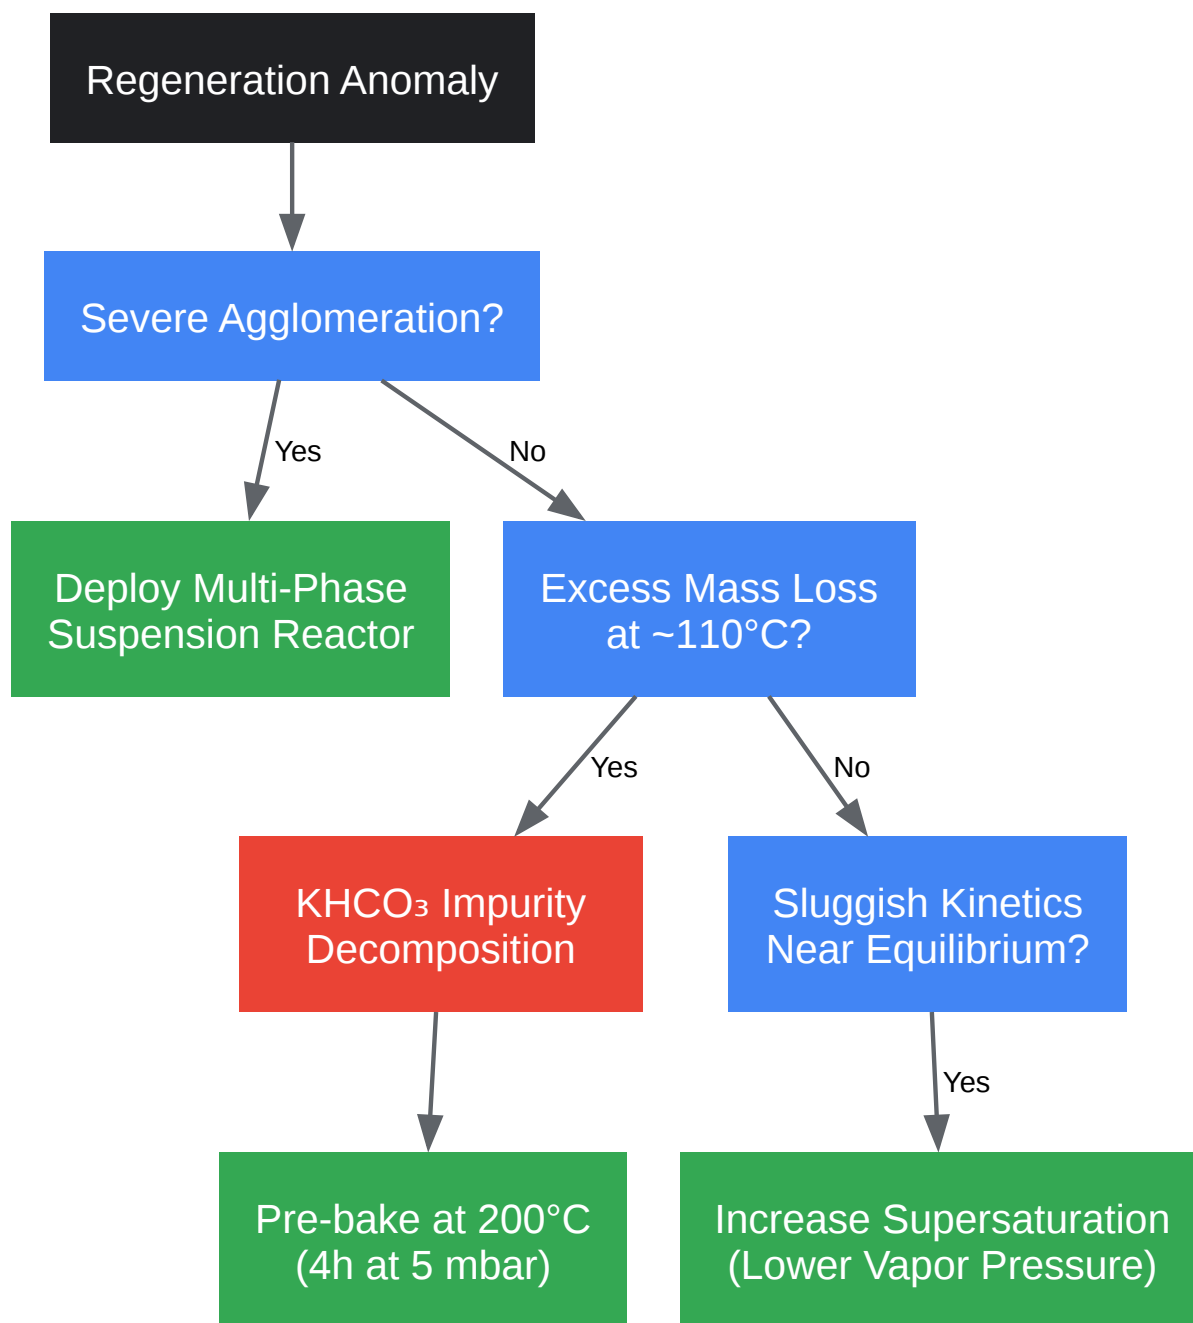 Regeneration Anomaly
Severe Agglomeration?
Yes
No
Deploy Multi-Phase
Suspension Reactor
Excess Mass Loss
at ~110°C?
Yes
No
KHCO₃ Impurity
Decomposition
Sluggish Kinetics
Near Equilibrium?
Yes
Pre-bake at 200°C
(4h at 5 mbar)
Increase Supersaturation
(Lower Vapor Pressure)